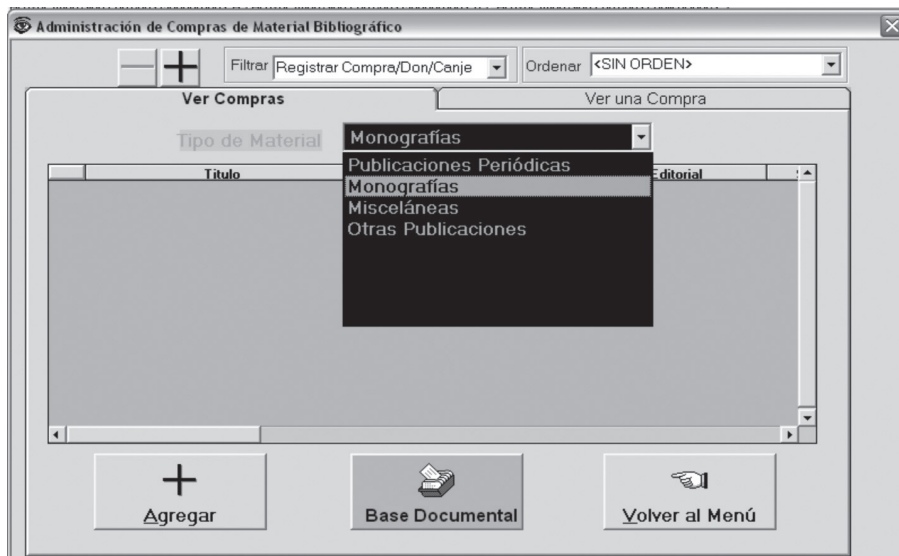 Administración de Compras de Material Bibliográfico
Filtrar Registrar Compra/Don/Canje Ordenar <SIN ORDEN>
Ver Compras Ver una Compra
Tipo de Material Monografías
Titulo Editorial
Publicaciones Periódicas
Monografías
Misceláneas
Otras Publicaciones
Agregar Base Documental Volver al Menú